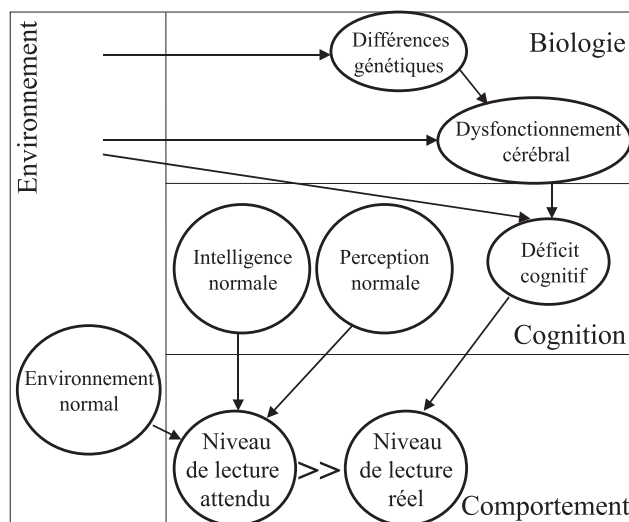 Environnement
Différences
génétiques
Biologie
Dysfonctionnement
cérébral
Intelligence
normale
Perception
normale
Déficit
cognitif
Cognition
Environnement
normal
Niveau
de lecture
attendu
>>
Niveau
de lecture
réel
Comportement